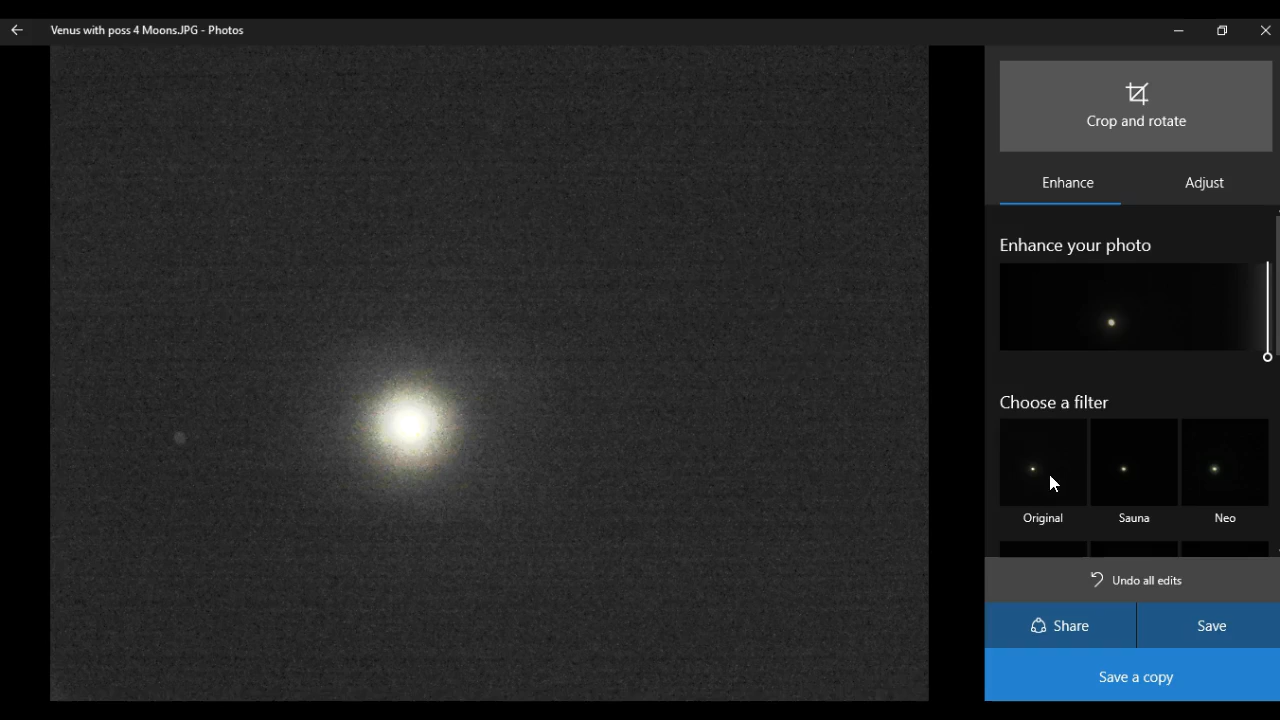 Venus with poss 4 Moons.JPG - Photos
Crop and rotate
Enhance Adjust
Enhance your photo
Choose a filter
Original Sauna Neo
Undo all edits
Share Save
Save a copy